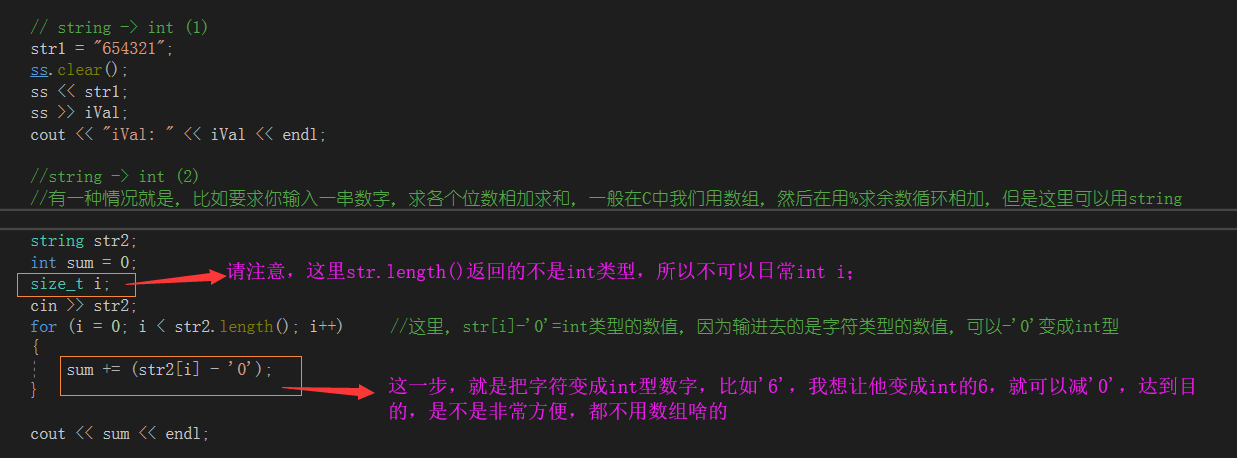 // string -> int (1)
str1 = "654321";
ss.clear();
ss << str1;
ss >> iVal;
cout << "iVal: " << iVal << endl;
//string -> int (2)
//有一种情况就是，比如要求你输入一串数字，求各个位数相加求和，一般在C中我们用数组，然后在用%求余数循环相加，但是这里可以用string
string str2;
int sum = 0;
size_t i;
请注意，这里str.length()返回的不是int类型，所以不可以日常int i；
cin >> str2;
for (i = 0; i < str2.length(); i++) //这里，str[i]-'0'=int类型的数值，因为输进去的是字符类型的数值，可以-'0'变成int型
{
sum += (str2[i] - '0');
}
这一步，就是把字符变成int型数字，比如'6'，我想让他变成int的6，就可以减'0'，达到目
的，是不是非常方便，都不用数组啥的
cout << sum << endl;